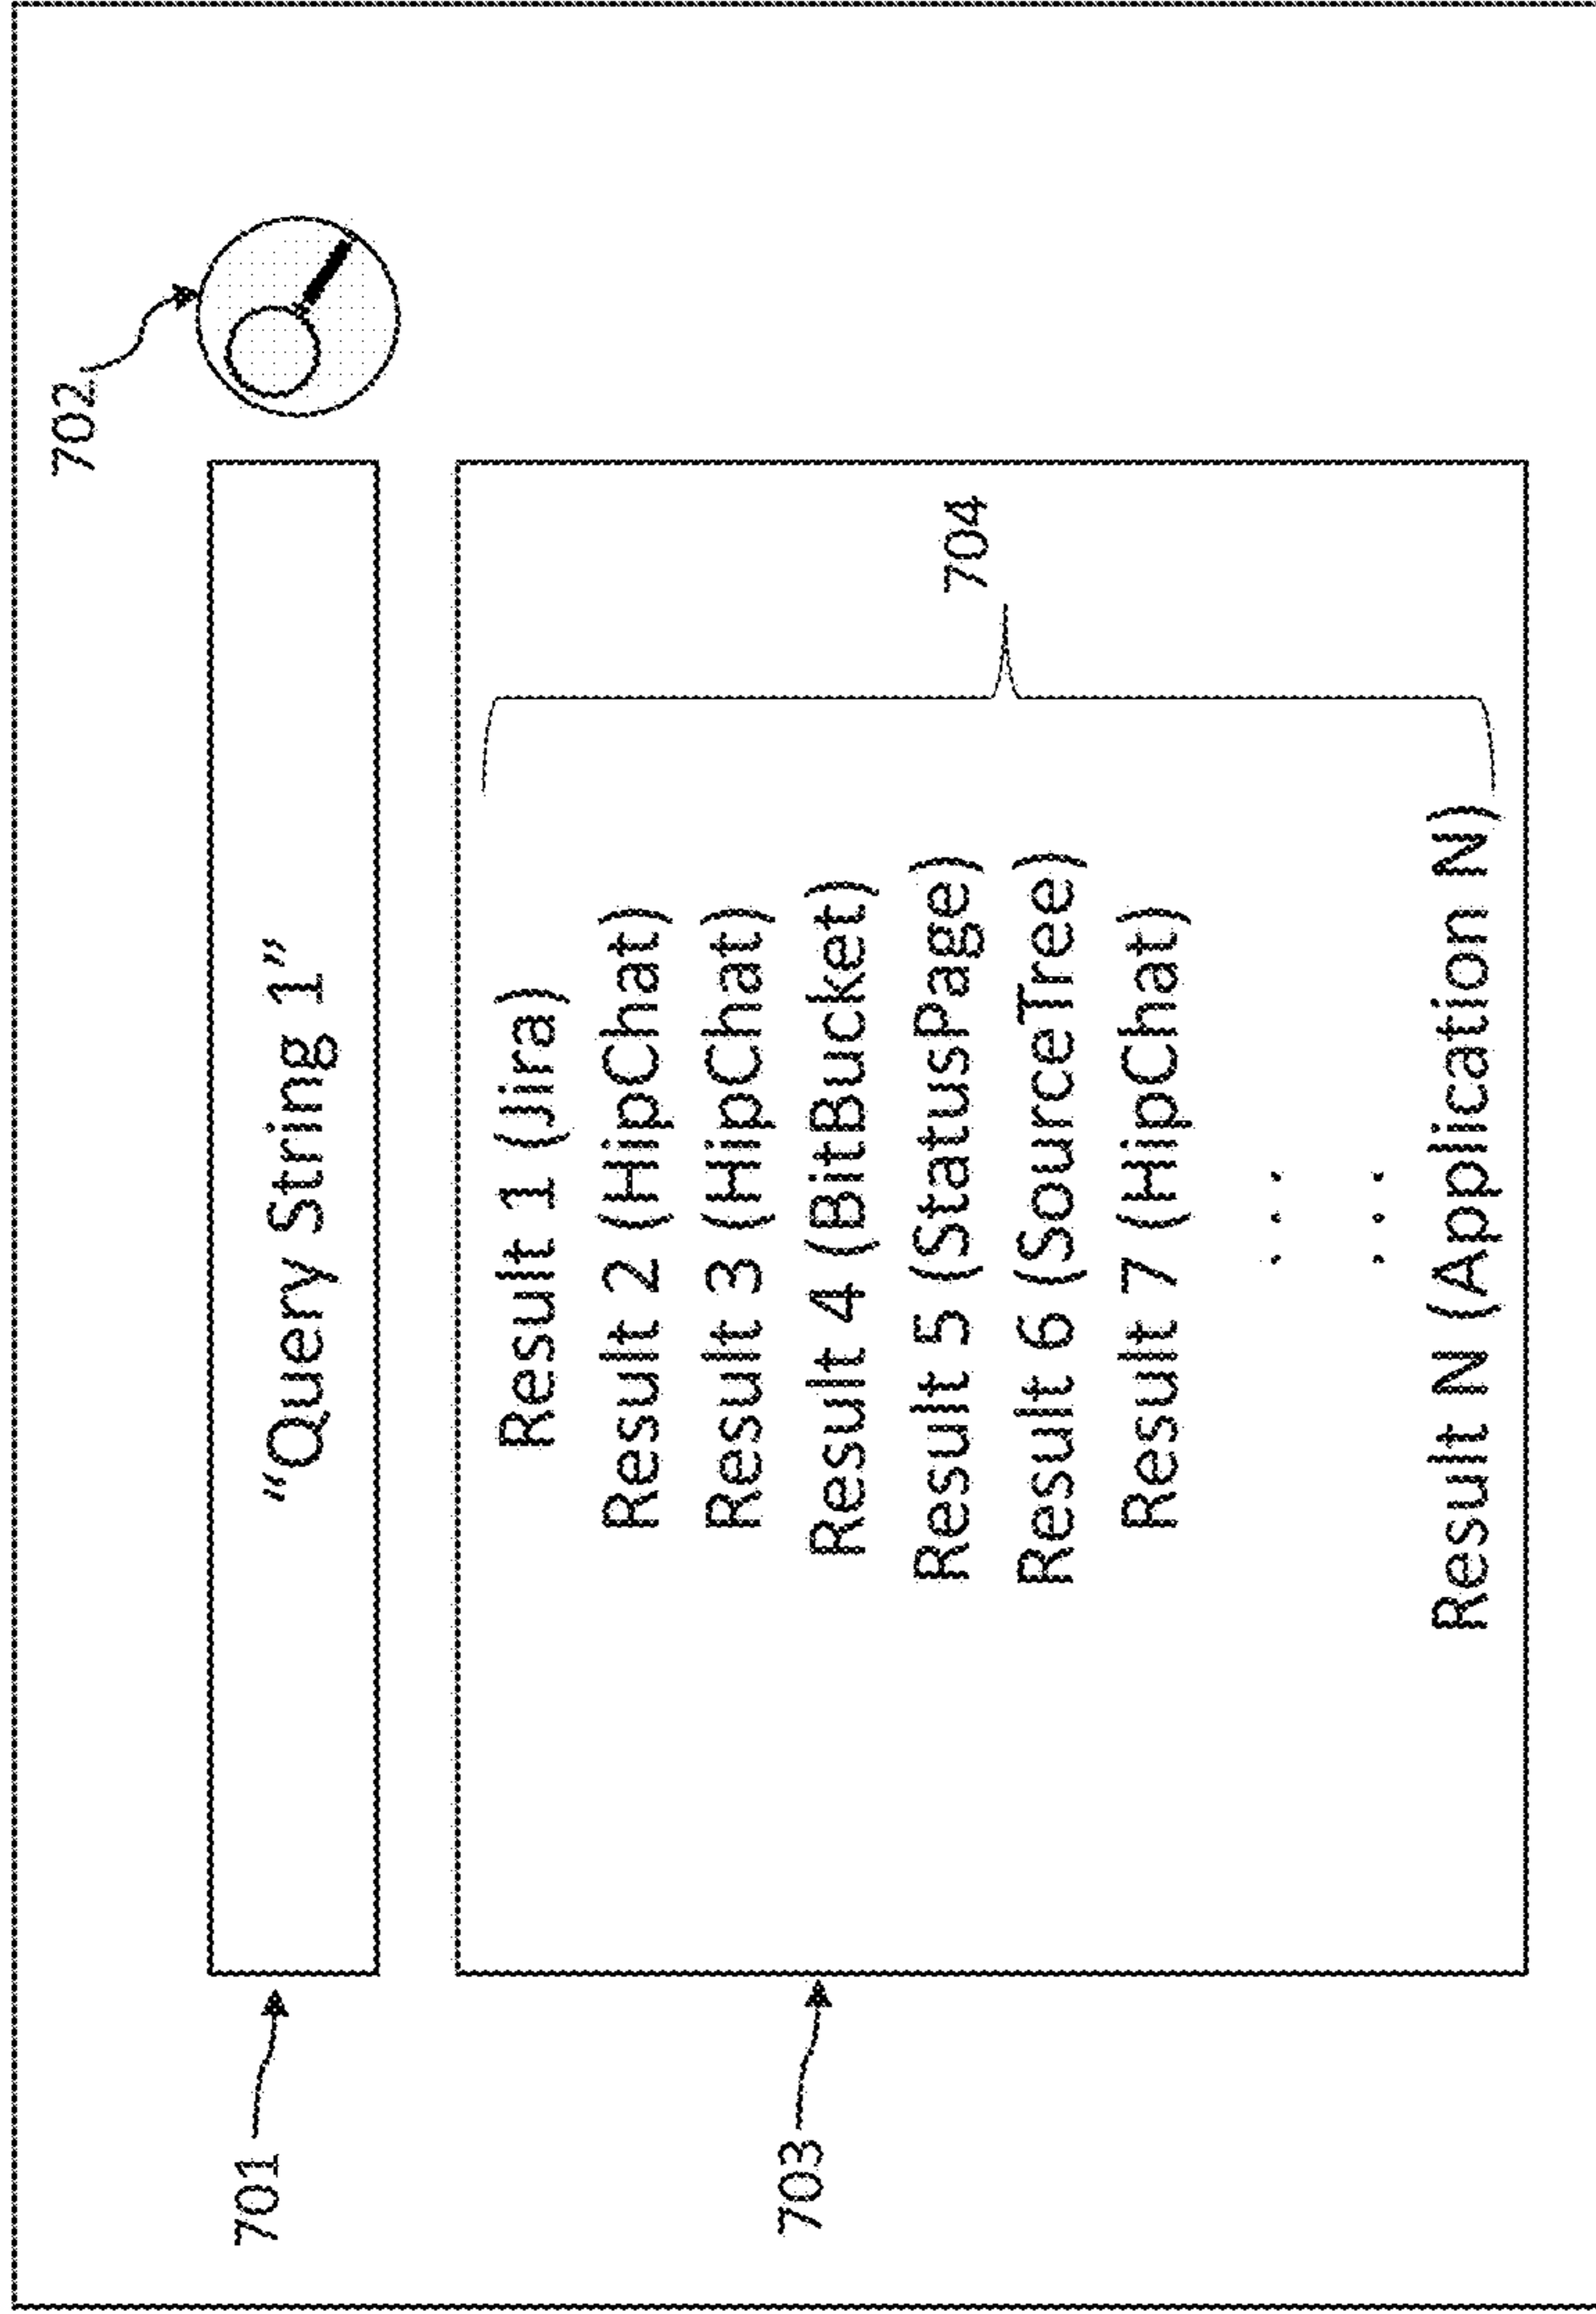 702
701
“Query String 1”
703
Result 1 (Jira)
Result 2 (HipChat)
Result 3 (HipChat)
Result 4 (BitBucket)
Result 5 (StatusPage)
Result 6 (SourceTree)
Result 7 (HipChat)
. . .
. . .
Result N (Application N)
704